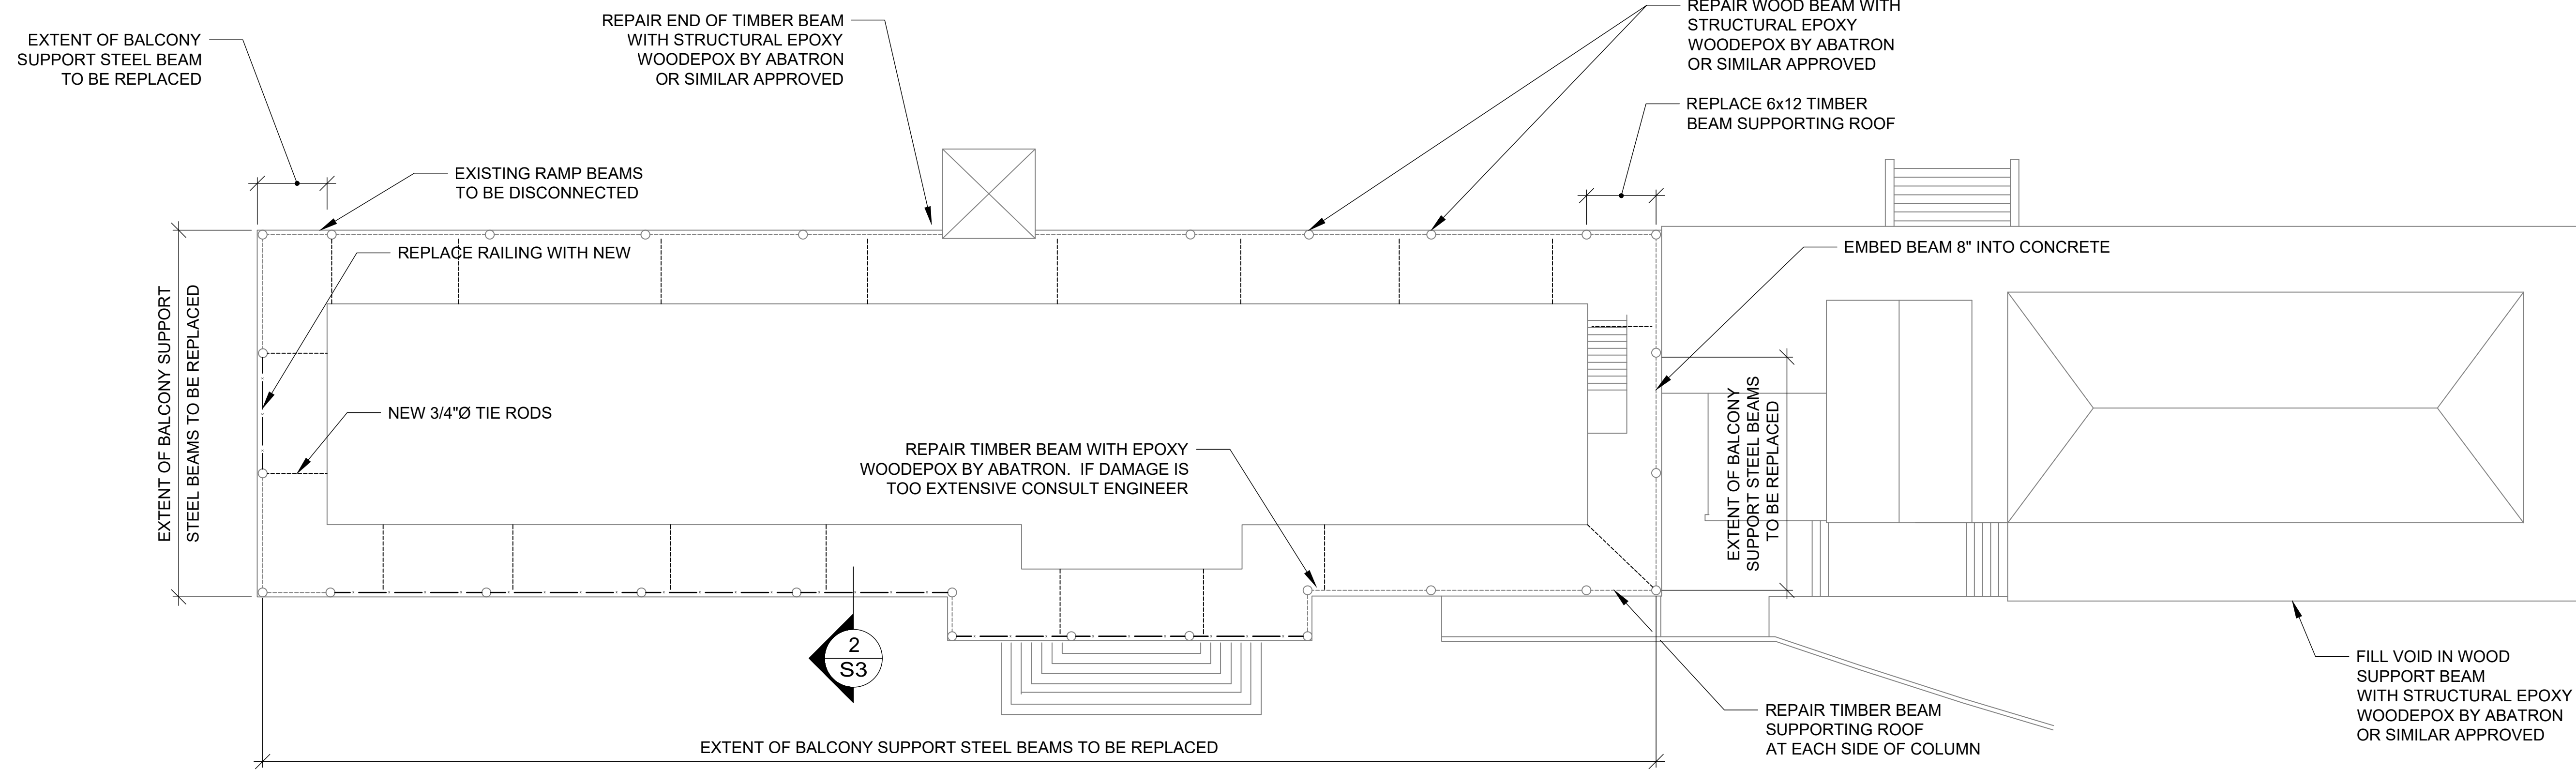 EXTENT OF BALCONY
SUPPORT STEEL BEAM
TO BE REPLACED
REPAIR END OF TIMBER BEAM
WITH STRUCTURAL EPOXY
WOODEPOX BY ABATRON
OR SIMILAR APPROVED
REPAIR WOOD BEAM WITH
STRUCTURAL EPOXY
WOODEPOX BY ABATRON
OR SIMILAR APPROVED
REPLACE 6x12 TIMBER
BEAM SUPPORTING ROOF
EXISTING RAMP BEAMS
TO BE DISCONNECTED
REPLACE RAILING WITH NEW
EMBED BEAM 8" INTO CONCRETE
EXTENT OF BALCONY SUPPORT
STEEL BEAMS TO BE REPLACED
NEW 3/4"Ø TIE RODS
REPAIR TIMBER BEAM WITH EPOXY
WOODEPOX BY ABATRON.  IF DAMAGE IS
TOO EXTENSIVE CONSULT ENGINEER
EXTENT OF BALCONY
SUPPORT STEEL BEAMS
TO BE REPLACED
2
S3
FILL VOID IN WOOD
SUPPORT BEAM
WITH STRUCTURAL EPOXY
WOODEPOX BY ABATRON
OR SIMILAR APPROVED
REPAIR TIMBER BEAM
SUPPORTING ROOF
AT EACH SIDE OF COLUMN
EXTENT OF BALCONY SUPPORT STEEL BEAMS TO BE REPLACED